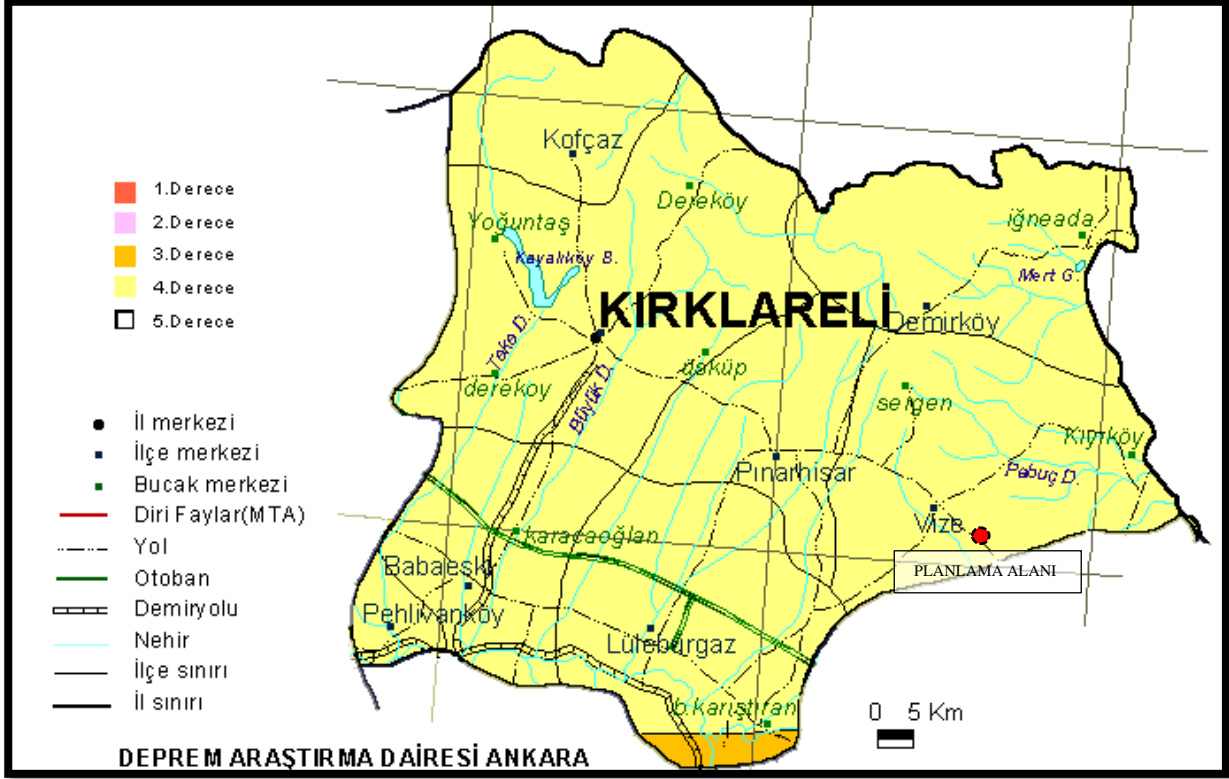 Kofçaz
Dereköy
Yoğuntaş
Kayalıköy B.
iğneada
Mert G.
1.Derece
2.Derece
3.Derece
4.Derece
5.Derece
KIRKLARELİ
Demirköy
Teke D.
Büyük D.
üsküp
dereköy
sergen
Kıyıköy
Pınarhisar
Pabuç D.
Vize
PLANLAMA ALANI
karacaoğlan
Babaeski
Pehlivanköy
Lüleburgaz
b.karıştıran
İl merkezi
İlçe merkezi
Bucak merkezi
Diri Faylar(MTA)
Yol
Otoban
Demiryolu
Nehir
İlçe sınırı
İl sınırı
0 5 Km
DEPREM ARAŞTIRMA DAİRESİ ANKARA